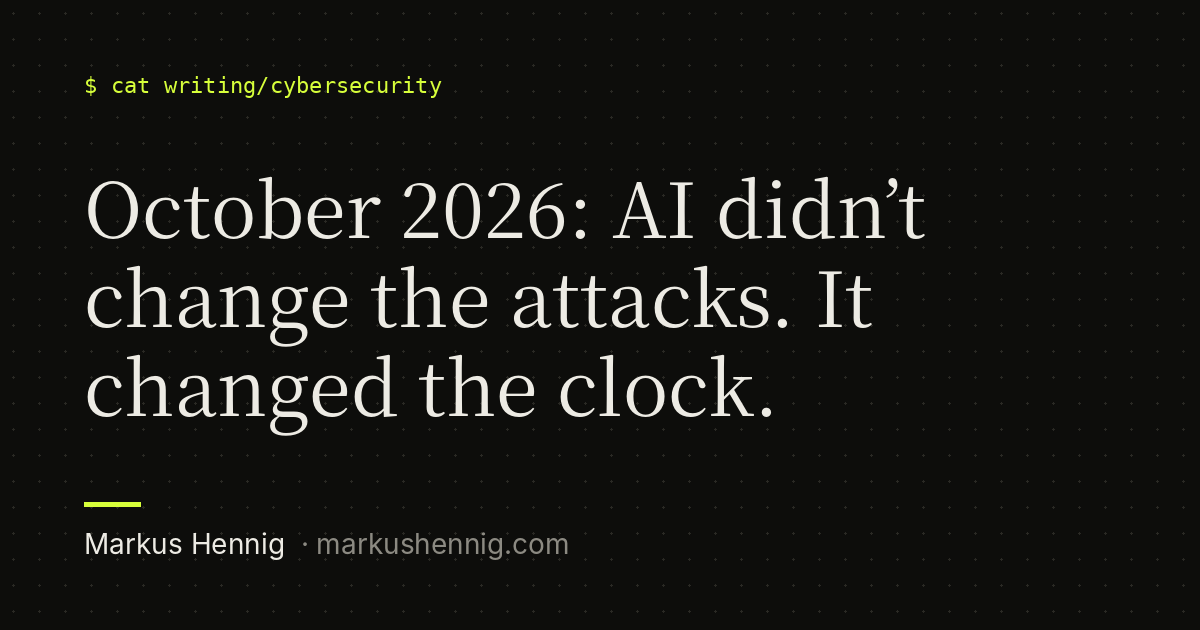 $ cat writing/cybersecurity
October 2026: AI didn’t
change the attacks. It
changed the clock.
Markus Hennig · markushennig.com